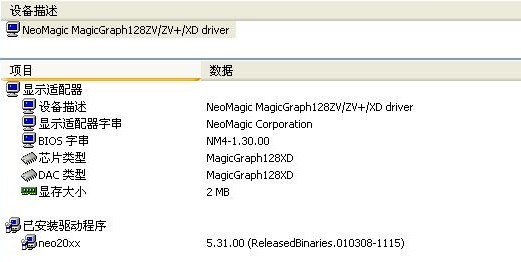 设备描述
NeoMagic MagicGraph128ZV/ZV+/XD driver
项目 数据
显示适配器
设备描述 NeoMagic MagicGraph128ZV/ZV+/XD driver
显示适配器字串 NeoMagic Corporation
BIOS 字串 NM4-1.30.00
芯片类型 MagicGraph128XD
DAC 类型 MagicGraph128XD
显存大小 2 MB
已安装驱动程序
neo20xx 5.31.00 (ReleasedBinaries.010308-1115)